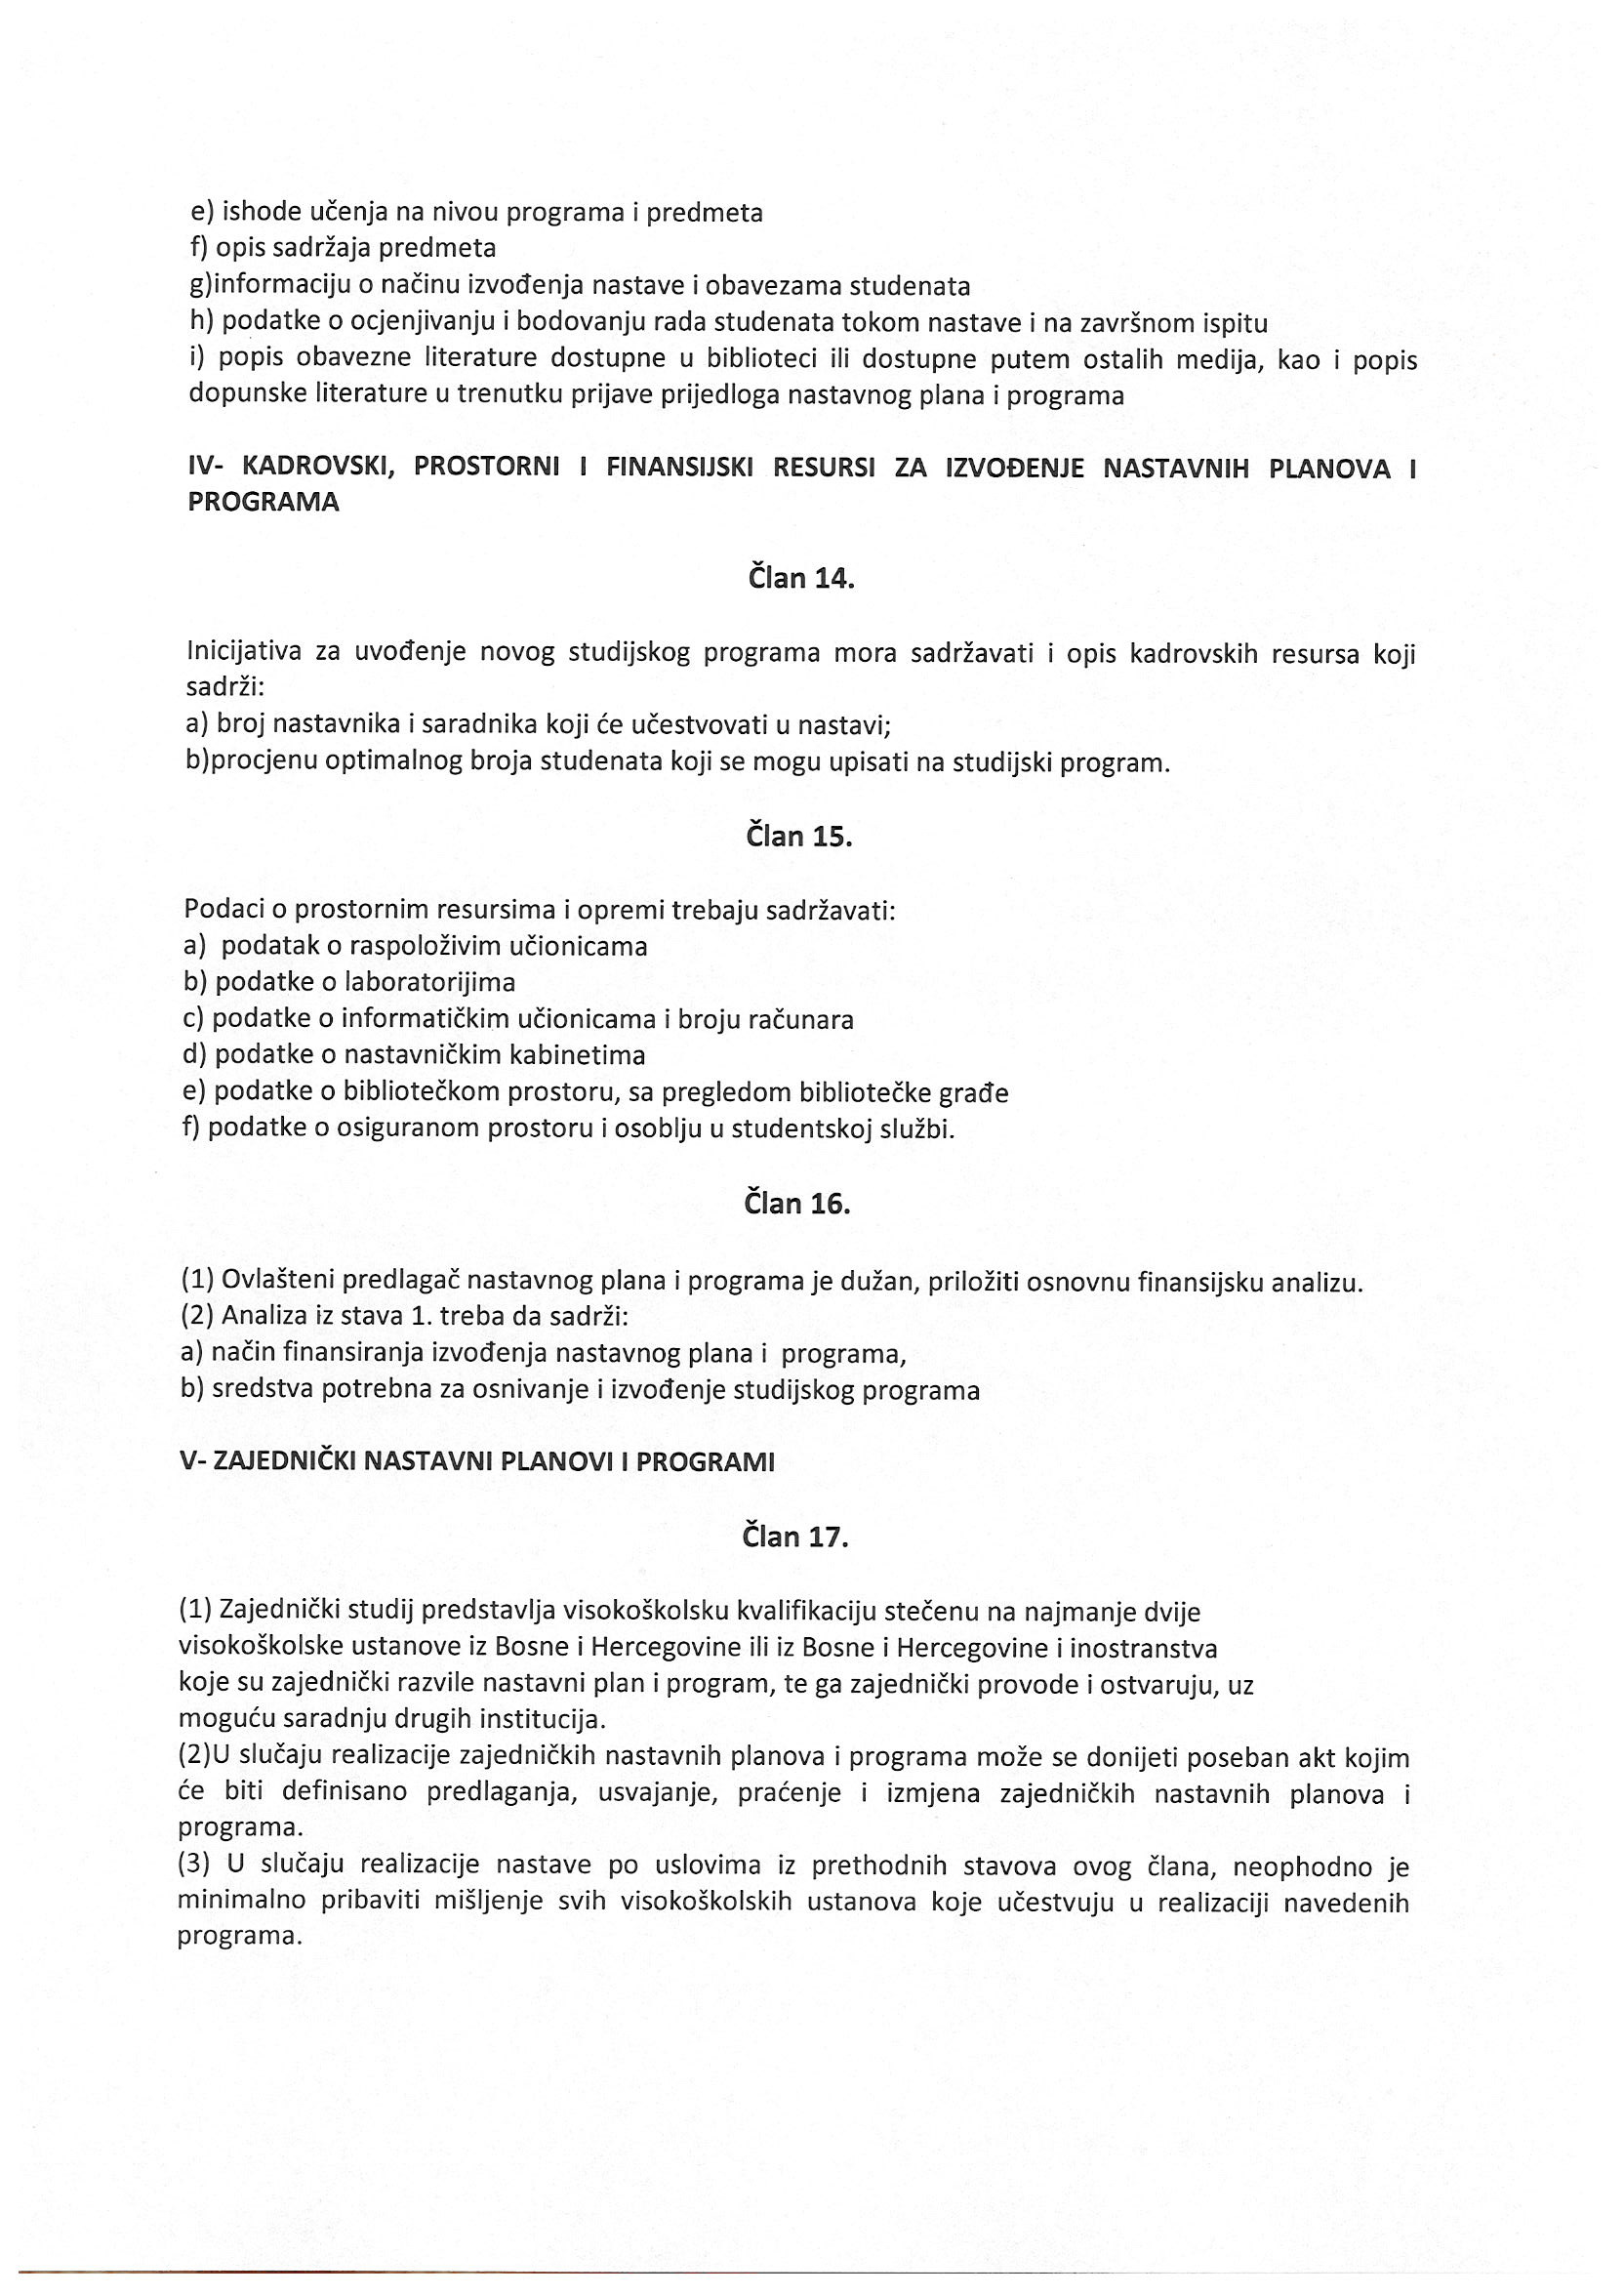 e) ishode učenja na nivou programa i predmeta
f) opis sadržaja predmeta
g)informaciju o načinu izvođenja nastave i obavezama studenata
h) podatke o ocjenjivanju i bodovanju rada studenata tokom nastave i na završnom ispitu
i) popis obavezne literature dostupne u biblioteci ili dostupne putem ostalih medija, kao i popis
dopunske literature u trenutku prijave prijedloga nastavnog plana i programa
IV- KADROVSKI, PROSTORNI I FINANSIJSKI RESURSI ZA IZVOĐENJE NASTAVNIH PLANOVA I
PROGRAMA
Član 14.
Inicijativa za uvođenje novog studijskog programa mora sadržavati i opis kadrovskih resursa koji
sadrži:
a) broj nastavnika i saradnika koji će učestvovati u nastavi;
b)procjenu optimalnog broja studenata koji se mogu upisati na studijski program.
Član 15.
Podaci o prostornim resursima i opremi trebaju sadržavati:
a) podatak o raspoloživim učionicama
b) podatke o laboratorijima
c) podatke o informatičkim učionicama i broju računara
d) podatke o nastavničkim kabinetima
e) podatke o bibliotečkom prostoru, sa pregledom bibliotečke građe
f) podatke o osiguranom prostoru i osoblju u studentskoj službi.
Član 16.
(1) Ovlašteni predlagač nastavnog plana i programa je dužan, priložiti osnovnu finansijsku analizu.
(2) Analiza iz stava 1. treba da sadrži:
a) način finansiranja izvođenja nastavnog plana i programa,
b) sredstva potrebna za osnivanje i izvođenje studijskog programa
V- ZAJEDNIČKI NASTAVNI PLANOVI I PROGRAMI
Član 17.
(1) Zajednički studij predstavlja visokoškolsku kvalifikaciju stečenu na najmanje dvije
visokoškolske ustanove iz Bosne i Hercegovine ili iz Bosne i Hercegovine i inostranstva
koje su zajednički razvile nastavni plan i program, te ga zajednički provode i ostvaruju, uz
moguću saradnju drugih institucija.
(2)U slučaju realizacije zajedničkih nastavnih planova i programa može se donijeti poseban akt kojim
će biti definisano predlaganja, usvajanje, praćenje i izmjena zajedničkih nastavnih planova i
programa.
(3) U slučaju realizacije nastave po uslovima iz prethodnih stavova ovog člana, neophodno je
minimalno pribaviti mišljenje svih visokoškolskih ustanova koje učestvuju u realizaciji navedenih
programa.